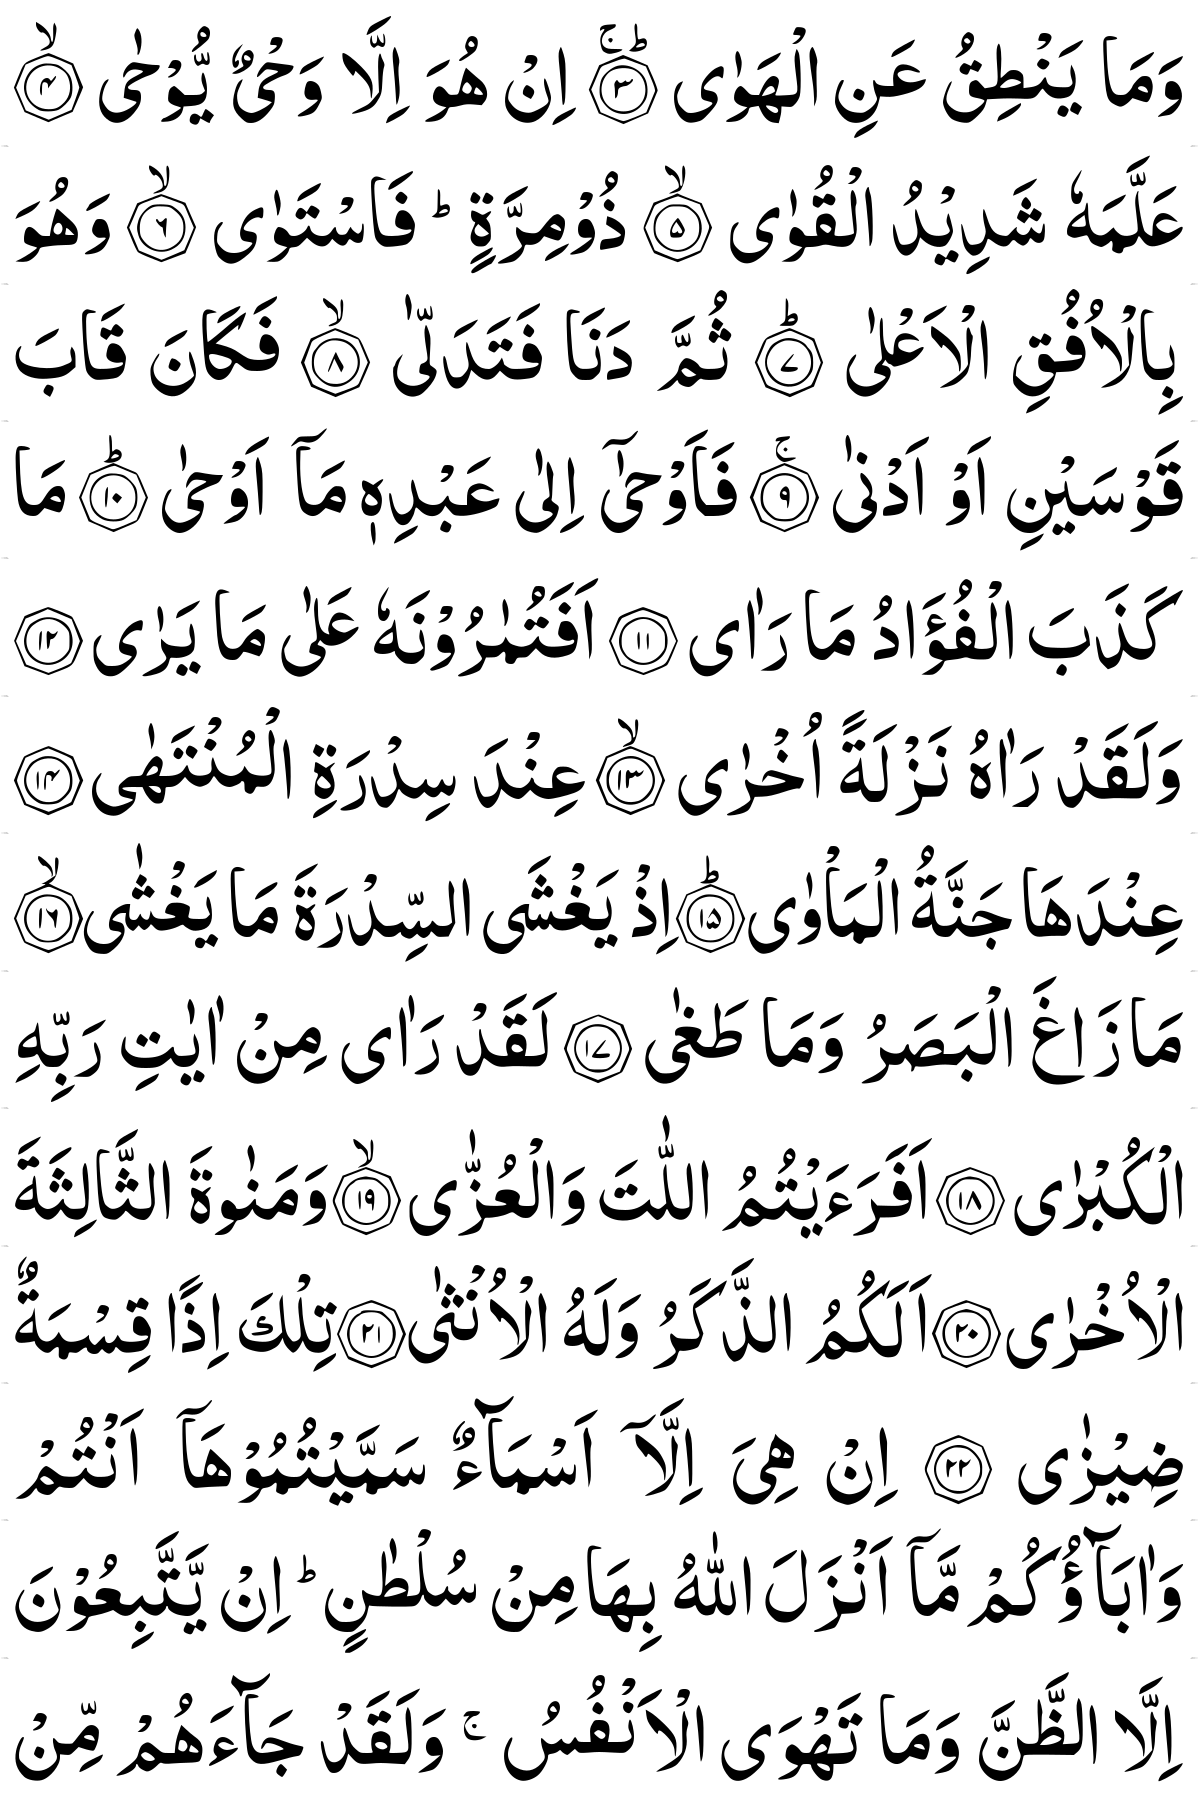 وَمَا يَنْطِقُ عَنِ الْهَوٰى ؕۚ‏ ﴿۳﴾ اِنْ هُوَ اِلَّا وَحْىٌ يُّوْحٰى ۙ‏ ﴿۴﴾
عَلَّمَهٗ شَدِيْدُ الْقُوٰى ۙ‏ ﴿۵﴾ ذُوْمِرَّةٍ ؕ فَاسْتَوٰى ۙ‏ ﴿۶﴾ وَهُوَ
بِالْاُفُقِ الْاَعْلٰى ؕ‏ ﴿۷﴾ ثُمَّ دَنَا فَتَدَلّٰى ۙ‏ ﴿۸﴾ فَكَانَ قَابَ
قَوْسَيْنِ اَوْ اَدْنٰى ۚ‏ ﴿۹﴾ فَاَوْحٰٓى اِلٰى عَبْدِهٖ مَاۤ اَوْحٰى ؕ‏ ﴿۱۰﴾ مَا
كَذَبَ الْفُؤَادُ مَا رَاٰى ﴿۱۱﴾ اَفَتُمٰرُوْنَهٗ عَلٰى مَا يَرٰى ﴿۱۲﴾
وَلَقَدْ رَاٰهُ نَزْلَةً اُخْرٰى ۙ‏ ﴿۱۳﴾ عِنْدَ سِدْرَةِ الْمُنْتَهٰى ﴿۱۴﴾
عِنْدَهَا جَنَّةُ الْمَاْوٰى ؕ‏ ﴿۱۵﴾ اِذْ يَغْشَى السِّدْرَةَ مَا يَغْشٰى ۙ‏ ﴿۱۶﴾
مَا زَاغَ الْبَصَرُ وَمَا طَغٰى ﴿۱۷﴾ لَقَدْ رَاٰى مِنْ اٰيٰتِ رَبِّهِ
الْكُبْرٰى ﴿۱۸﴾ اَفَرَءَيْتُمُ اللّٰتَ وَالْعُزّٰى ۙ‏ ﴿۱۹﴾ وَمَنٰوةَ الثَّالِثَةَ
الْاُخْرٰى ﴿۲۰﴾ اَلَكُمُ الذَّكَرُ وَلَهُ الْاُنْثٰى ﴿۲۱﴾ تِلْكَ اِذًا قِسْمَةٌ
ضِيْزٰى ﴿۲۲﴾ اِنْ هِىَ اِلَّاۤ اَسْمَآءٌ سَمَّيْتُمُوْهَاۤ اَنْتُمْ
وَاٰبَآؤُكُمْ مَّاۤ اَنْزَلَ اللّٰهُ بِهَا مِنْ سُلْطٰنٍ ؕ اِنْ يَّتَّبِعُوْنَ
اِلَّا الظَّنَّ وَمَا تَهْوَى الْاَنْفُسُ ۚ وَلَقَدْ جَآءَهُمْ مِّنْ